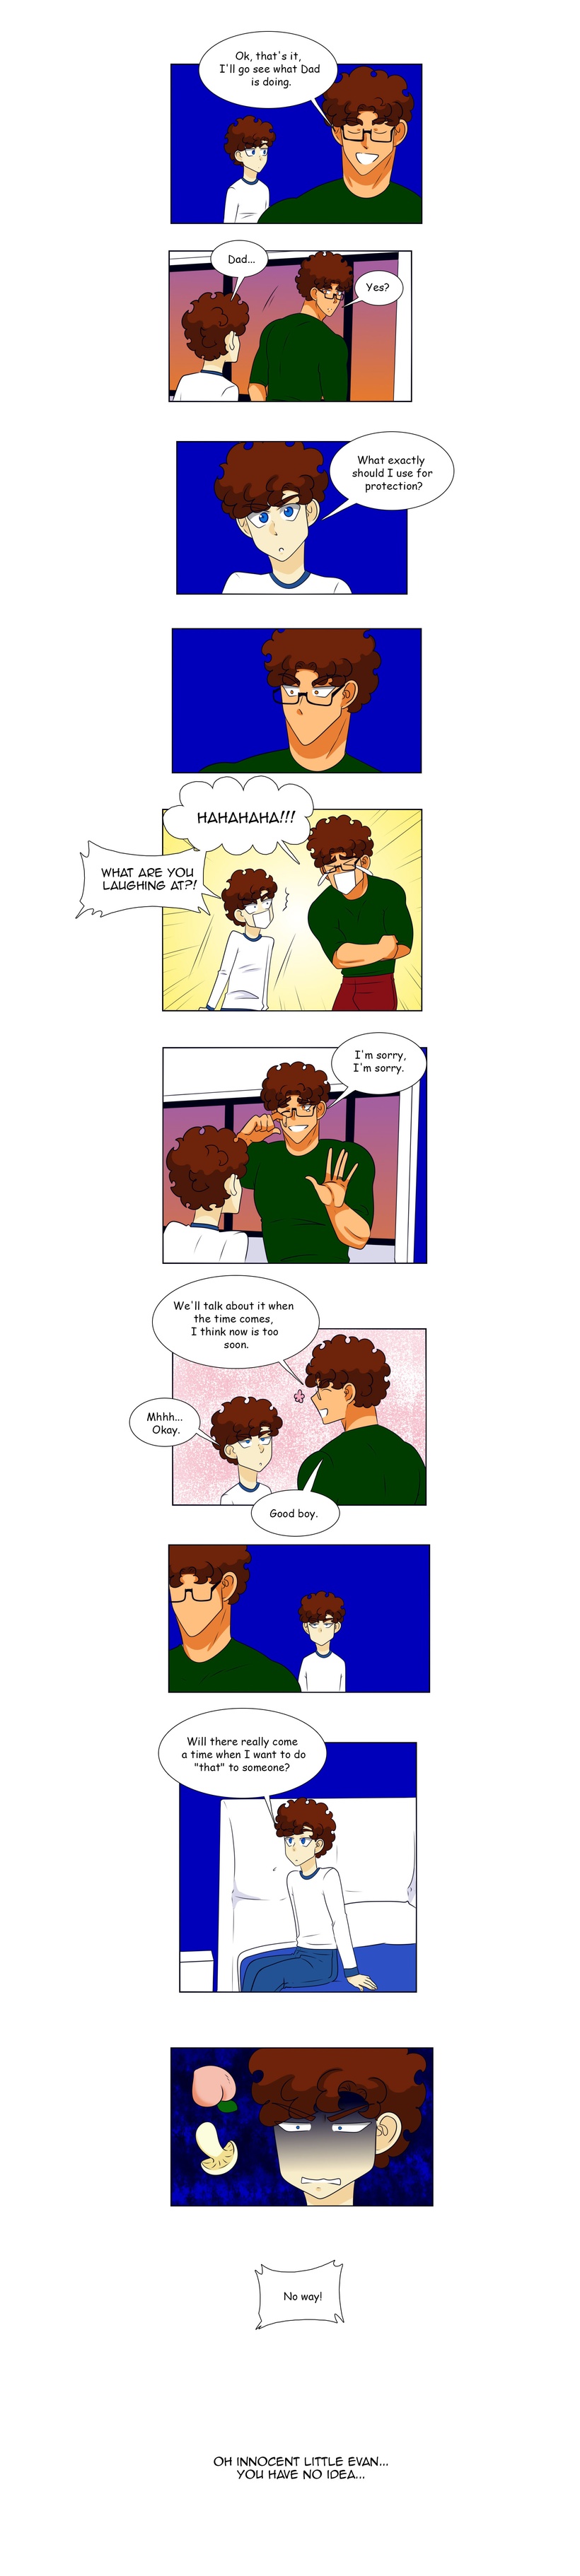 Ok, that's it,
I'll go see what Dad
is doing.
Dad...
Yes?
What exactly
should I use for
protection?
HAHAHAHA!!!
WHAT ARE YOU
LAUGHING AT?!
I'm sorry,
I'm sorry.
We'll talk about it when
the time comes,
I think now is too
soon.
Mhhh...
Okay.
Good boy.
Will there really come
a time when I want to do
"that" to someone?
No way!
OH INNOCENT LITTLE EVAN...
YOU HAVE NO IDEA...